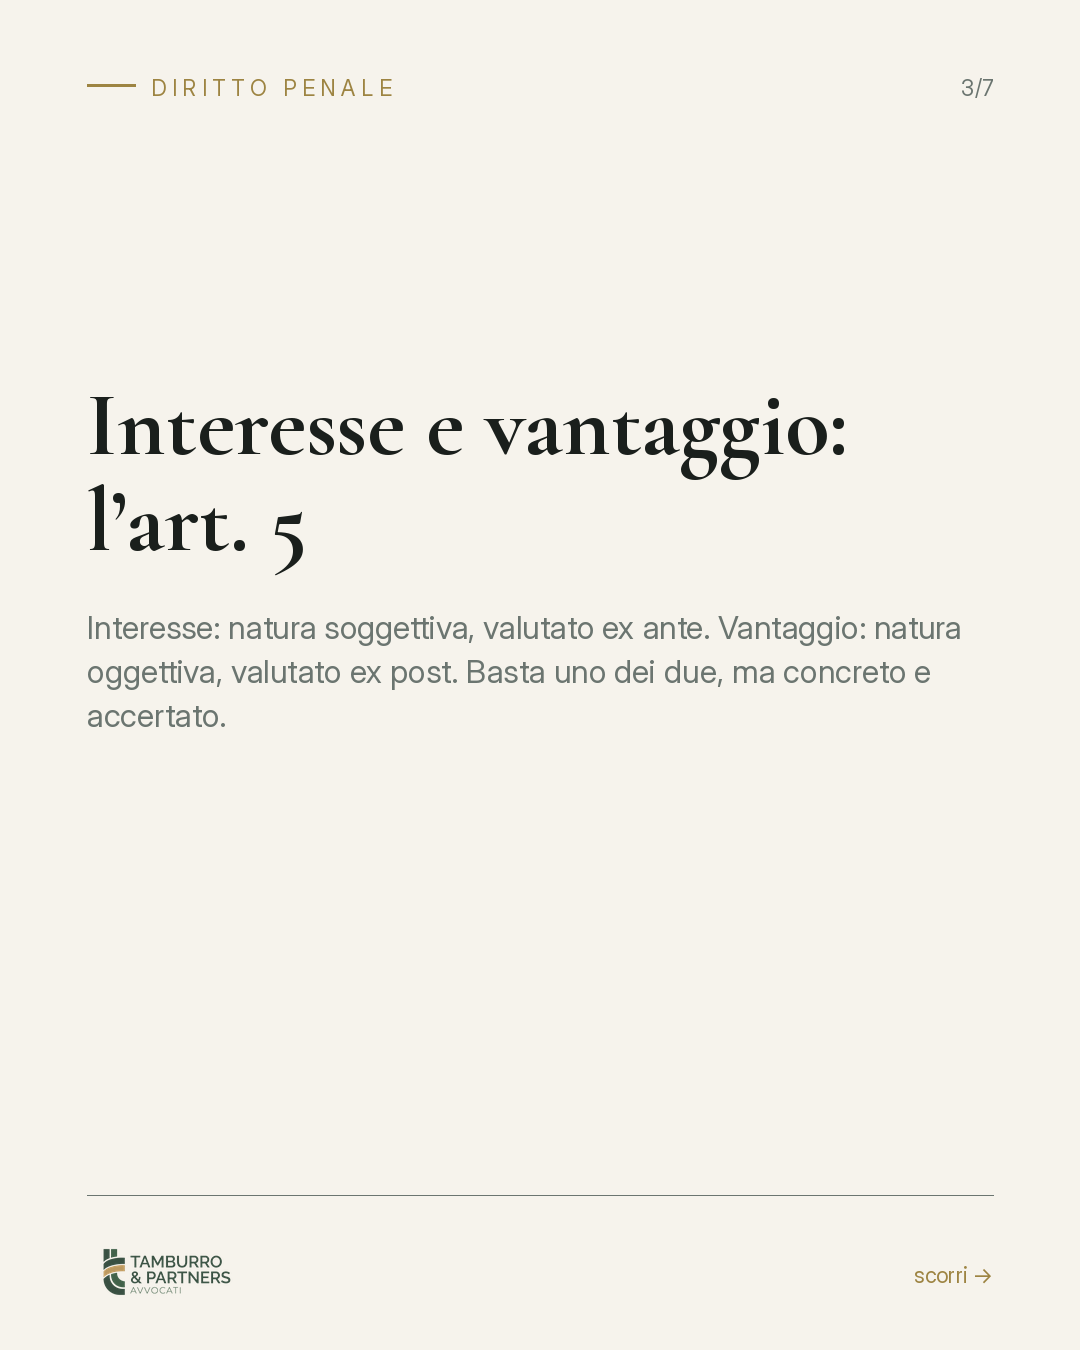 DIRITTO PENALE
3/7
Interesse e vantaggio:
l’art. 5
Interesse: natura soggettiva, valutato ex ante. Vantaggio: natura
oggettiva, valutato ex post. Basta uno dei due, ma concreto e
accertato.
TAMBURRO
& PARTNERS
AVVOCATI
scorri →